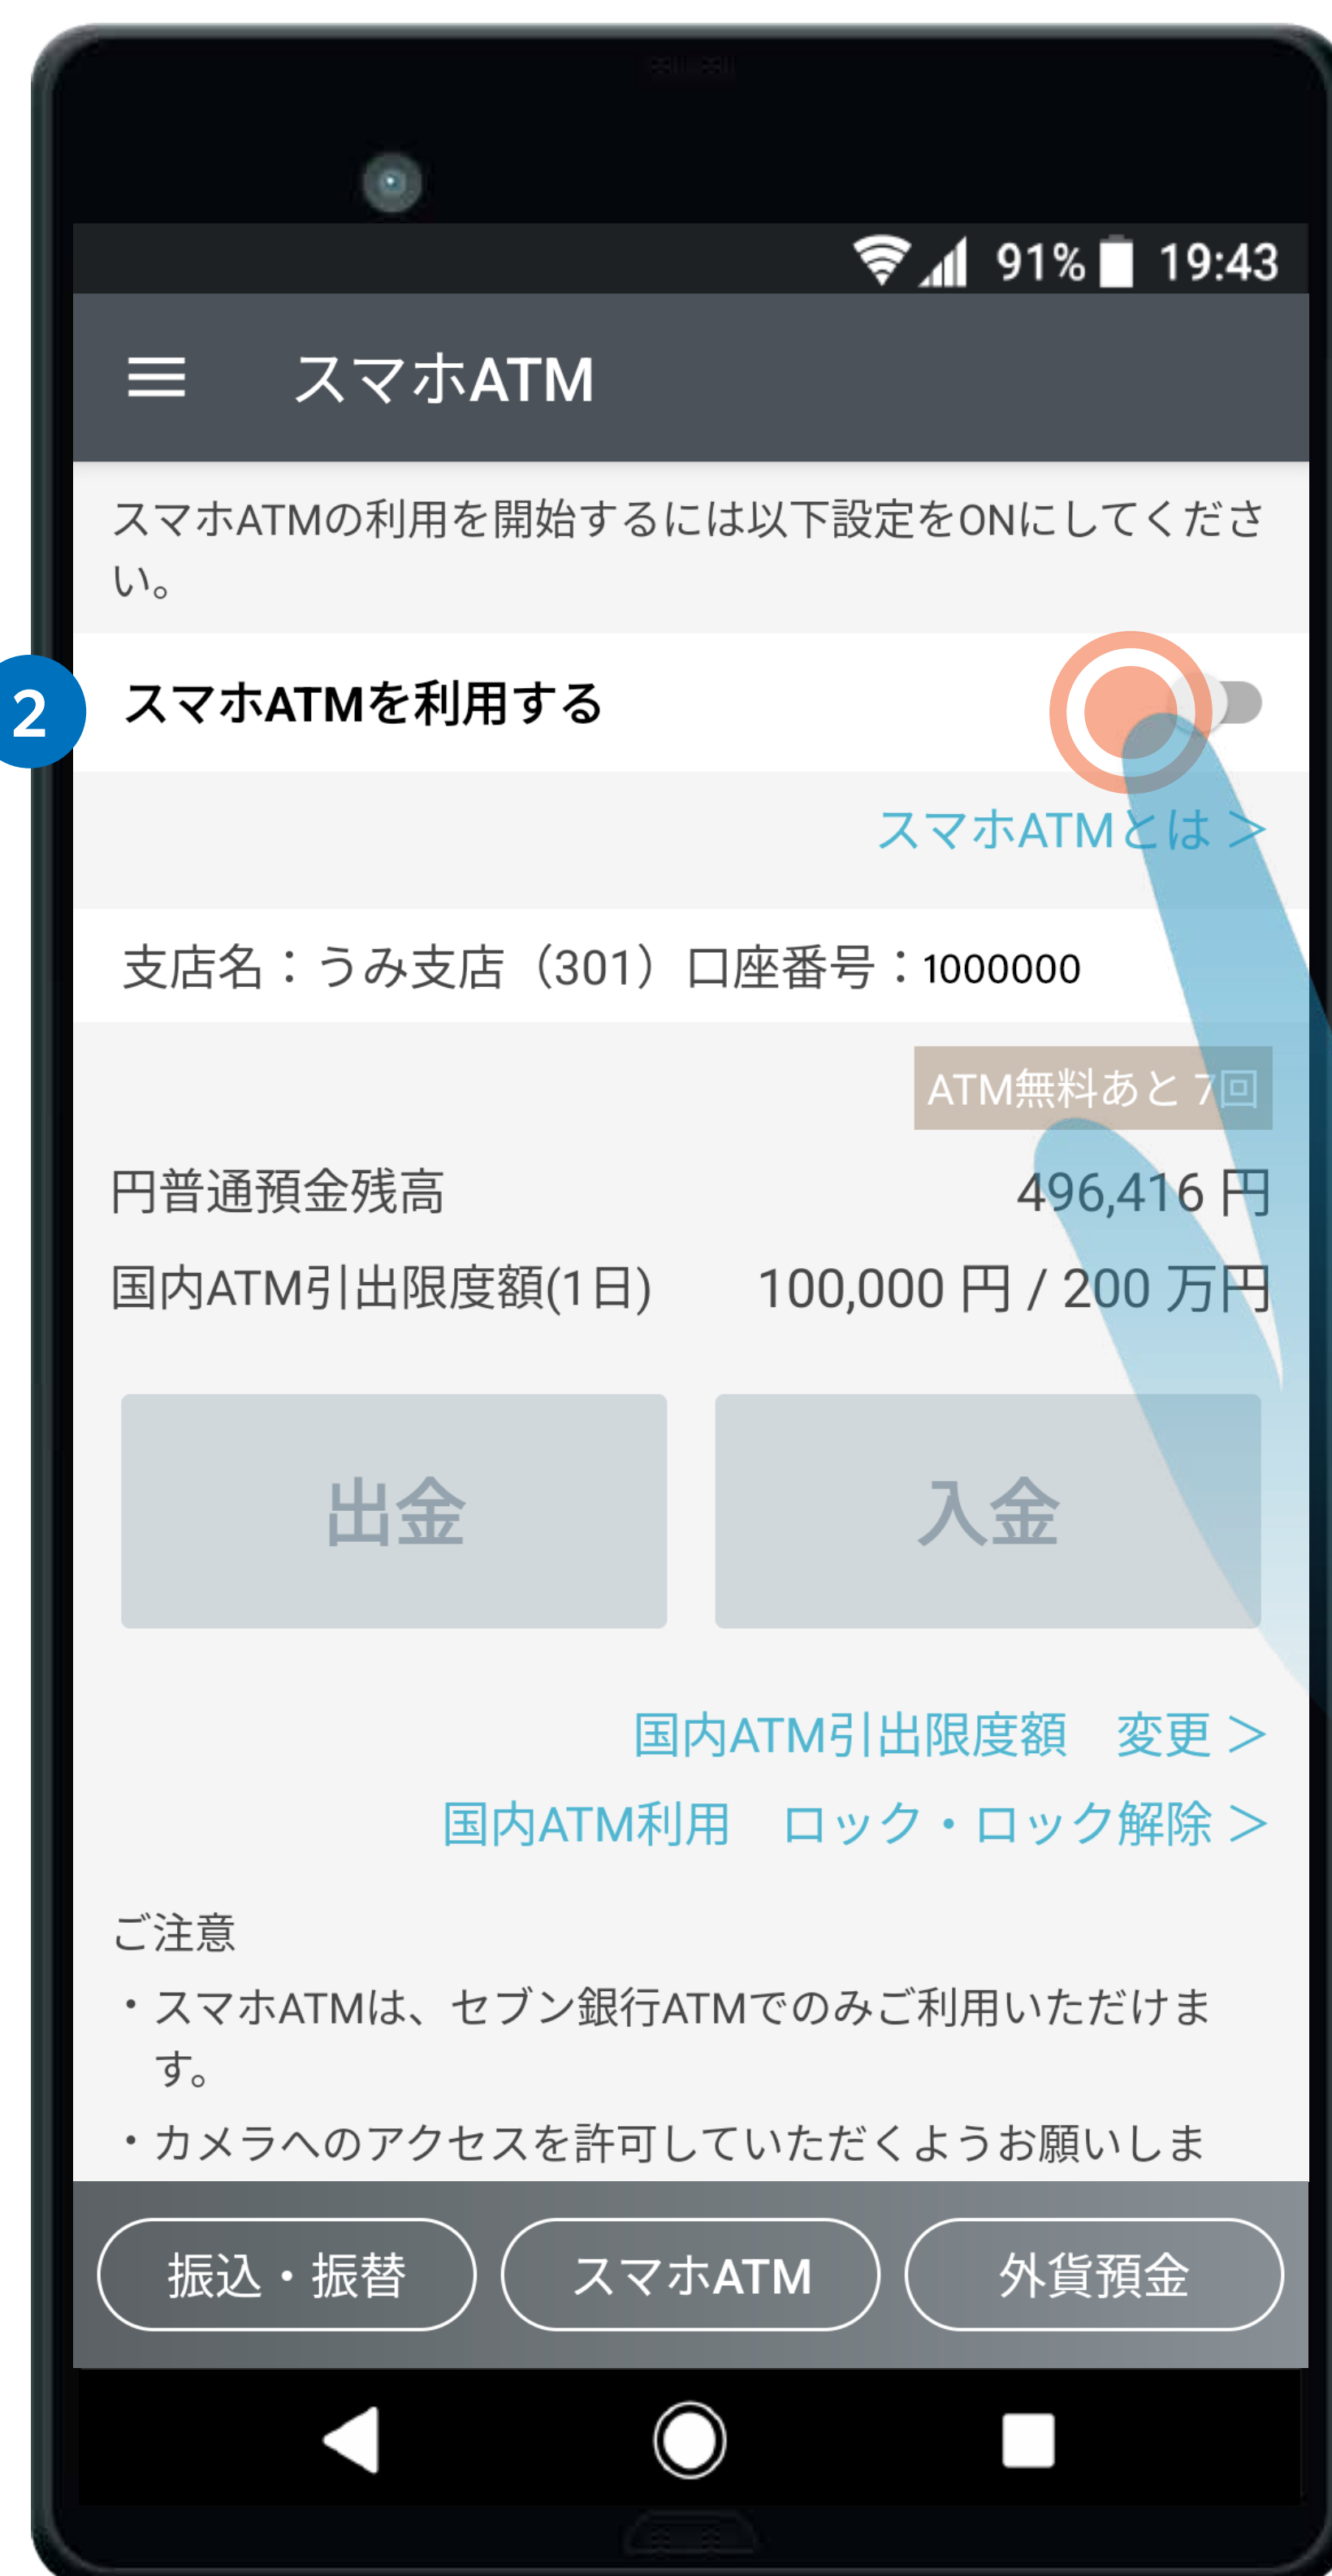 91% 19:43
スマホATM
スマホATMの利用を開始するには以下設定をONにしてくださ
い。
2
スマホATMを利用する
スマホATMとは ＞
支店名：うみ支店（301）口座番号：1000000
ATM無料あと 7回
円普通預金残高 496,416 円
国内ATM引出限度額(1日) 100,000 円 / 200 万円
出金 入金
国内ATM引出限度額　変更 ＞
国内ATM利用　ロック・ロック解除 ＞
ご注意
・スマホATMは、セブン銀行ATMでのみご利用いただけま
す。
・カメラへのアクセスを許可していただくようお願いしま
振込・振替 スマホATM 外貨預金